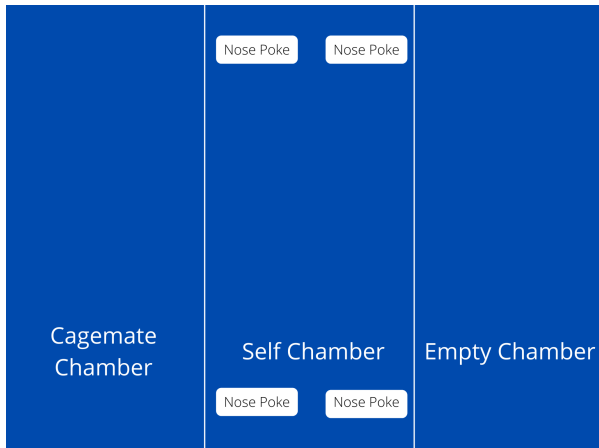 Nose Poke
Nose Poke
Cagemate
Chamber
Self Chamber
Empty Chamber
Nose Poke
Nose Poke